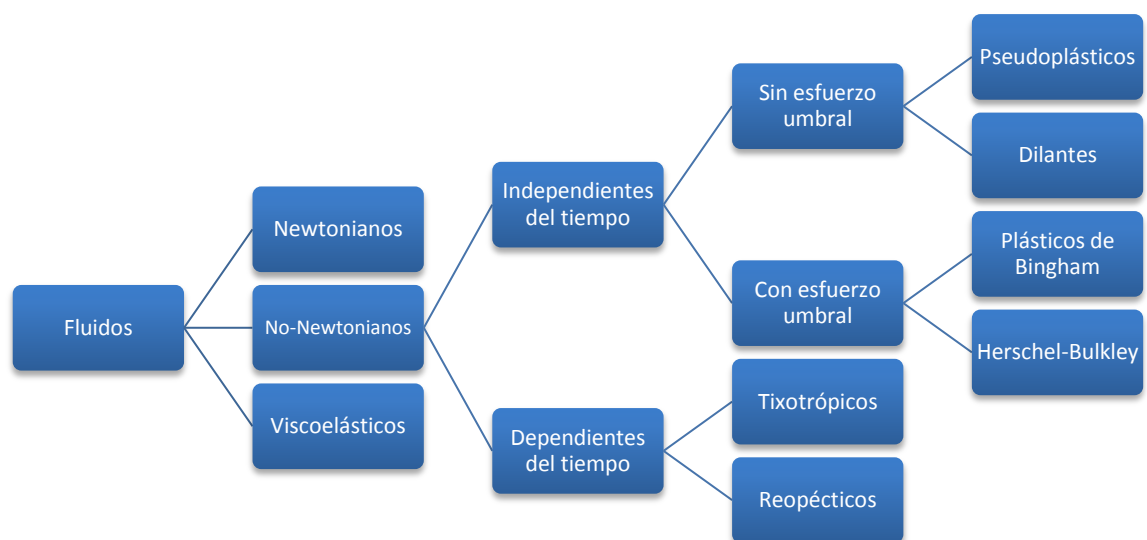 Fluidos
Newtonianos
No-Newtonianos
Viscoelásticos
Independientes
del tiempo
Dependientes
del tiempo
Sin esfuerzo
umbral
Con esfuerzo
umbral
Tixotrópicos
Reopécticos
Pseudoplásticos
Dilantes
Plásticos de
Bingham
Herschel-Bulkley